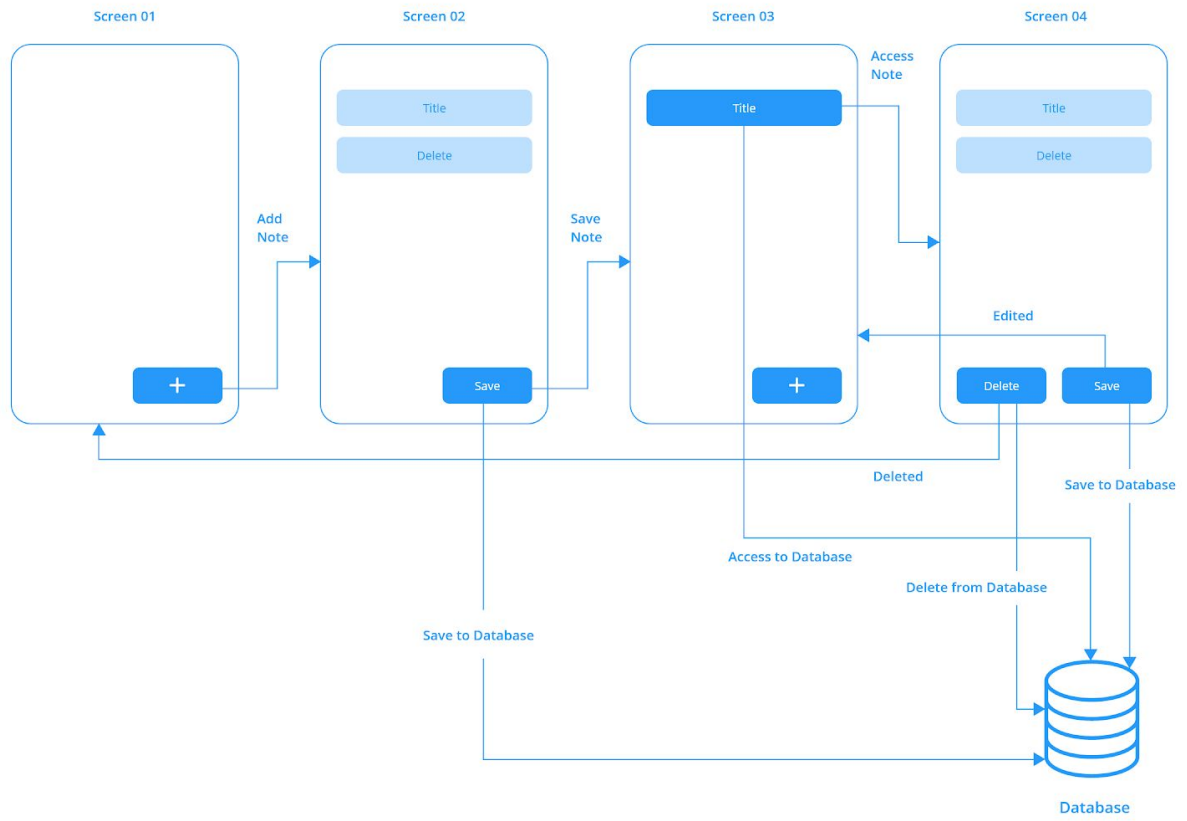 Screen 01
Screen 02
Screen 03
Screen 04
Access
Note
Title
Title
Title
Delete
Delete
Add
Note
Save
Note
Edited
+
Save
+
Delete
Save
Deleted
Save to Database
Access to Database
Delete from Database
Save to Database
Database